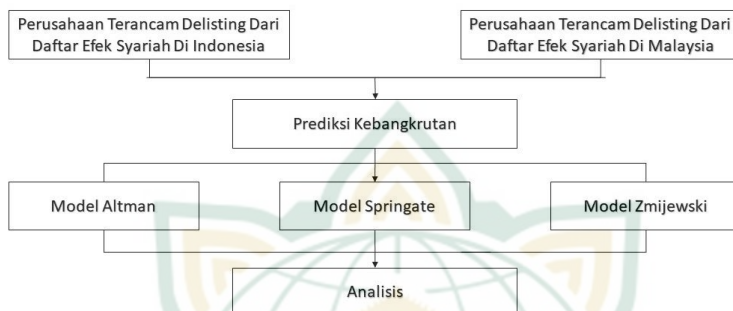 Perusahaan Terancam Delisting Dari
Daftar Efek Syariah Di Indonesia
Perusahaan Terancam Delisting Dari
Daftar Efek Syariah Di Malaysia
Prediksi Kebangkrutan
Model Altman
Model Springate
Model Zmijewski
Analisis